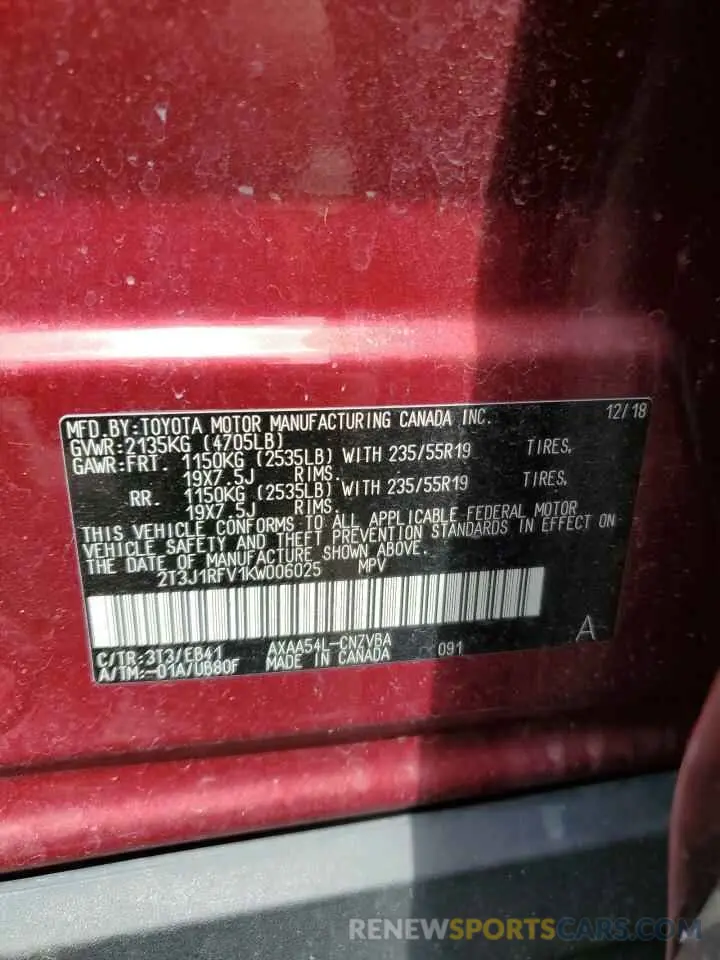 MFD.BY:TOYOTA MOTOR MANUFACTURING CANADA INC. 12/18
GVWR:2135KG (4705LB)
GAWR:FRT. 1150KG (2535LB) WITH 235/55R19 TIRES,
19X7.5J RIMS.
RR. 1150KG (2535LB) WITH 235/55R19 TIRES,
19X7.5J RIMS.
THIS VEHICLE CONFORMS TO ALL APPLICABLE FEDERAL MOTOR
VEHICLE SAFETY AND THEFT PREVENTION STANDARDS IN EFFECT ON
THE DATE OF MANUFACTURE SHOWN ABOVE.
2T3J1RFV1KW006025 MPV
C/TR:3T3/EB41 AXAA54L-CNZVBA 091 A
A/TM:-01A/UB80F MADE IN CANADA
RENEWSPORTSCARS.COM